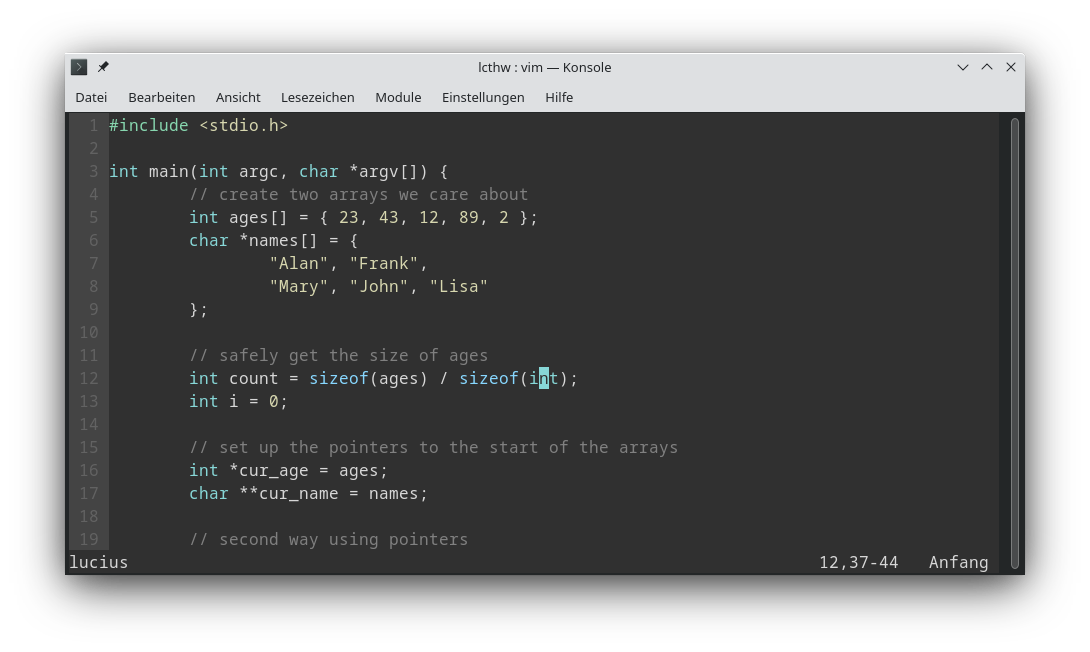 lcthw : vim — Konsole
Datei Bearbeiten Ansicht Lesezeichen Module Einstellungen Hilfe
1 #include <stdio.h>
2
3 int main(int argc, char *argv[]) {
4         // create two arrays we care about
5         int ages[] = { 23, 43, 12, 89, 2 };
6         char *names[] = {
7                 "Alan", "Frank",
8                 "Mary", "John", "Lisa"
9         };
10
11         // safely get the size of ages
12         int count = sizeof(ages) / sizeof(int);
13         int i = 0;
14
15         // set up the pointers to the start of the arrays
16         int *cur_age = ages;
17         char **cur_name = names;
18
19         // second way using pointers
lucius 12,37-44 Anfang